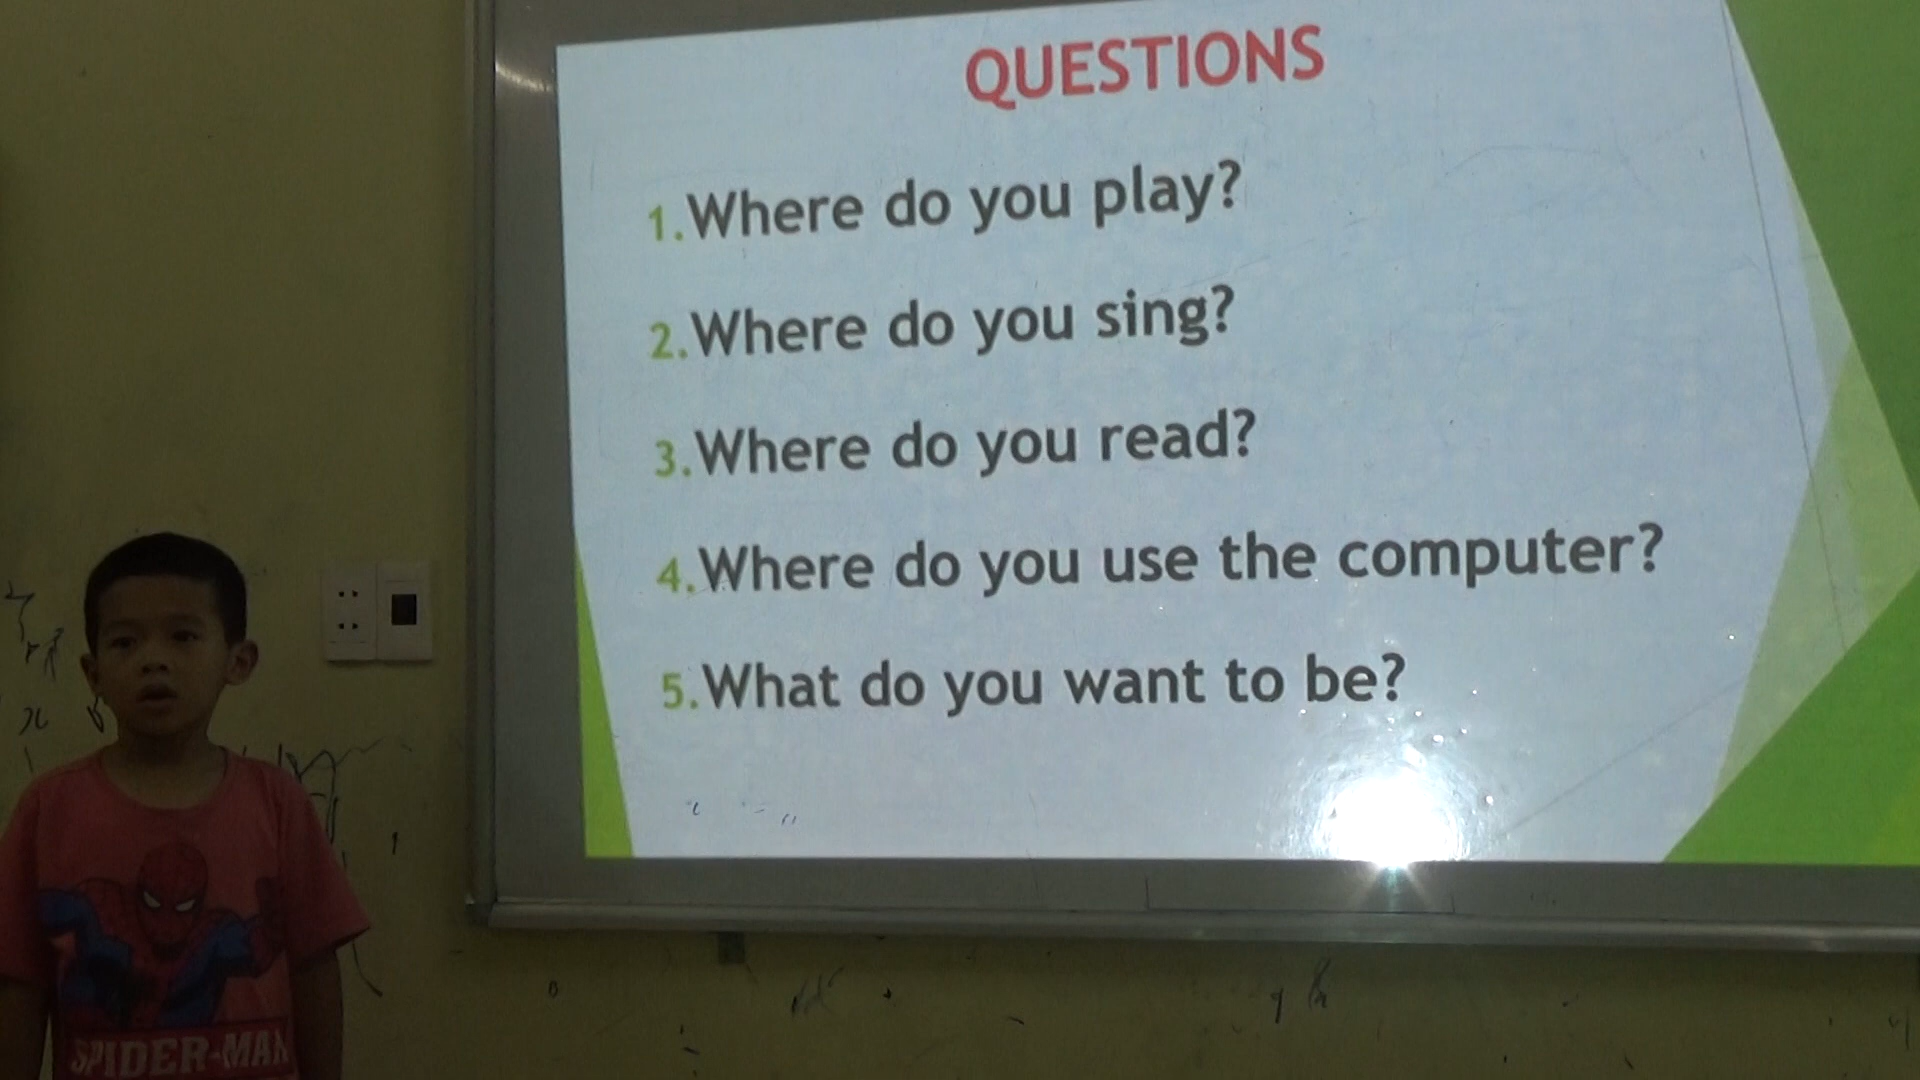 QUESTIONS
1. Where do you play?
2. Where do you sing?
3. Where do you read?
4. Where do you use the computer?
5. What do you want to be?
SPIDER-MAN